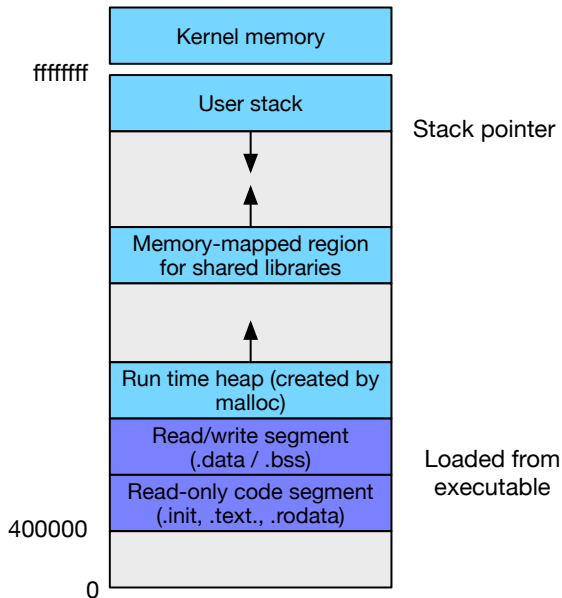 Kernel memory
ffffffff
User stack
Stack pointer
Memory-mapped region
for shared libraries
Run time heap (created by
malloc)
Read/write segment
(.data / .bss)
Loaded from
executable
Read-only code segment
(.init, .text., .rodata)
400000
0